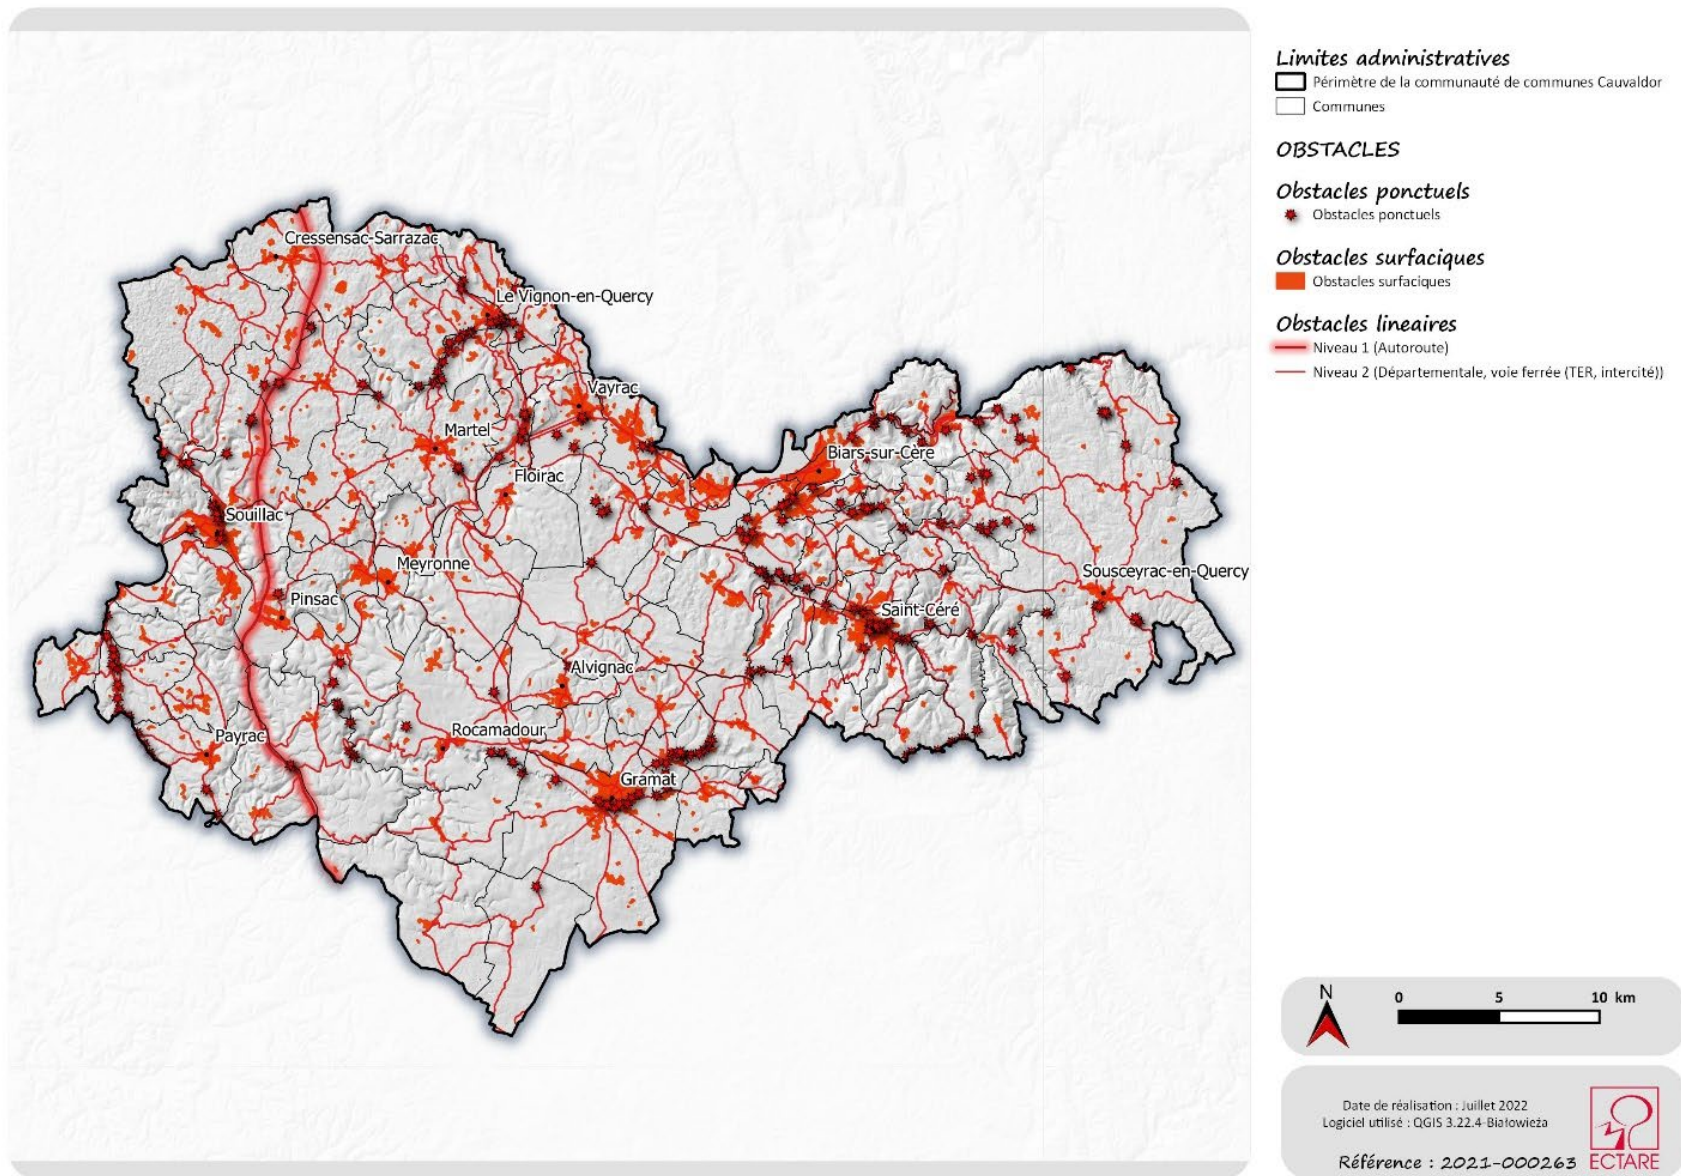 Limites administratives
Périmètre de la communauté de communes Cauvaldor
Communes
OBSTACLES
Obstacles ponctuels
Obstacles ponctuels
Obstacles surfaciques
Obstacles surfaciques
Obstacles lineaires
Niveau 1 (Autoroute)
Niveau 2 (Départementale, voie ferrée (TER, intercité))
Cressensac-Sarrazac
Le Vignon-en-Quercy
Vayrac
Martel
Biars-sur-Cère
Floirac
Souillac
Meyronne
Sousceyrac-en-Quercy
Pinsac
Saint-Céré
Alvignac
Payrac
Rocamadour
Gramat
N
0 5 10 km
Date de réalisation : Juillet 2022
Logiciel utilisé : QGIS 3.22.4-Białowieża
Référence : 2021-000263
ECTARE